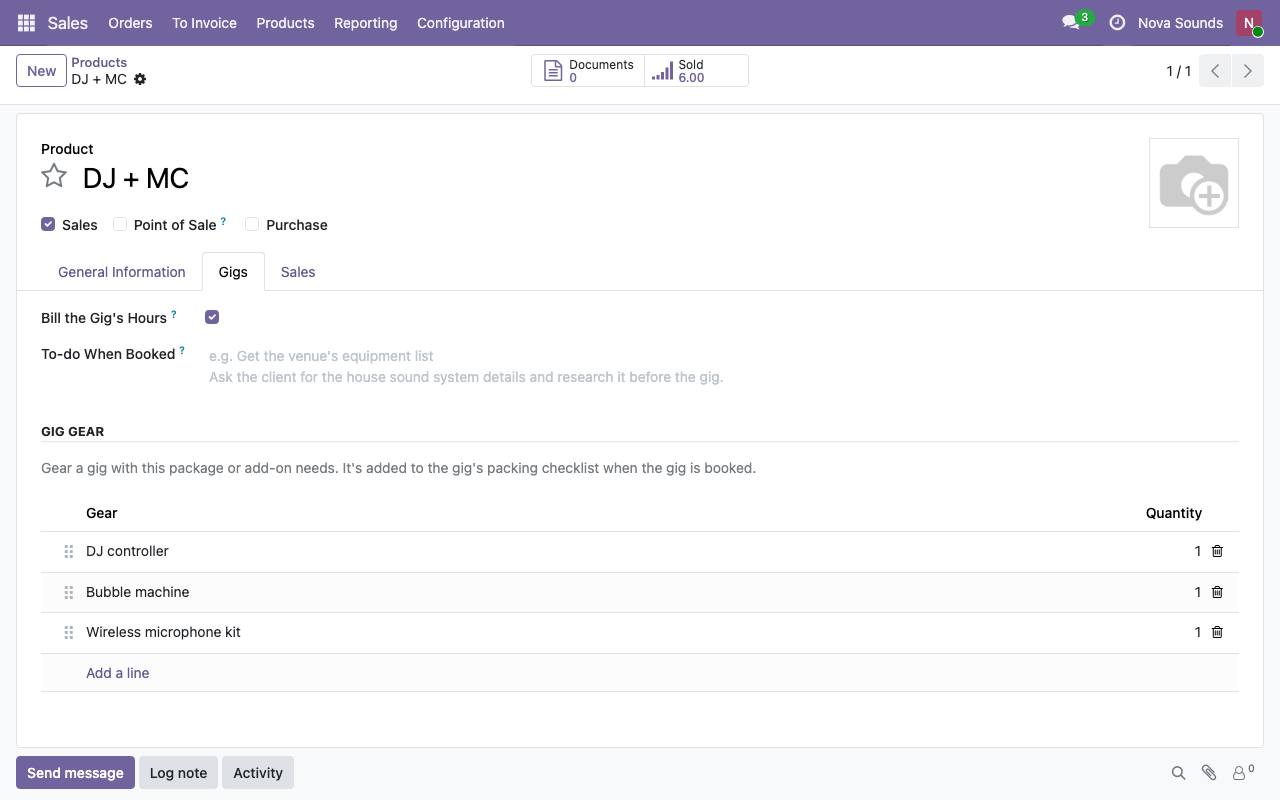 Sales Orders To Invoice Products Reporting Configuration 3 Nova Sounds N
New Products
DJ + MC
Documents 0
Sold 6.00
1 / 1
Product
DJ + MC
Sales Point of Sale ? Purchase
General Information Gigs Sales
Bill the Gig's Hours ?
To-do When Booked ? e.g. Get the venue's equipment list
Ask the client for the house sound system details and research it before the gig.
GIG GEAR
Gear a gig with this package or add-on needs. It's added to the gig's packing checklist when the gig is booked.
Gear Quantity
DJ controller 1
Bubble machine 1
Wireless microphone kit 1
Add a line
Send message Log note Activity 0